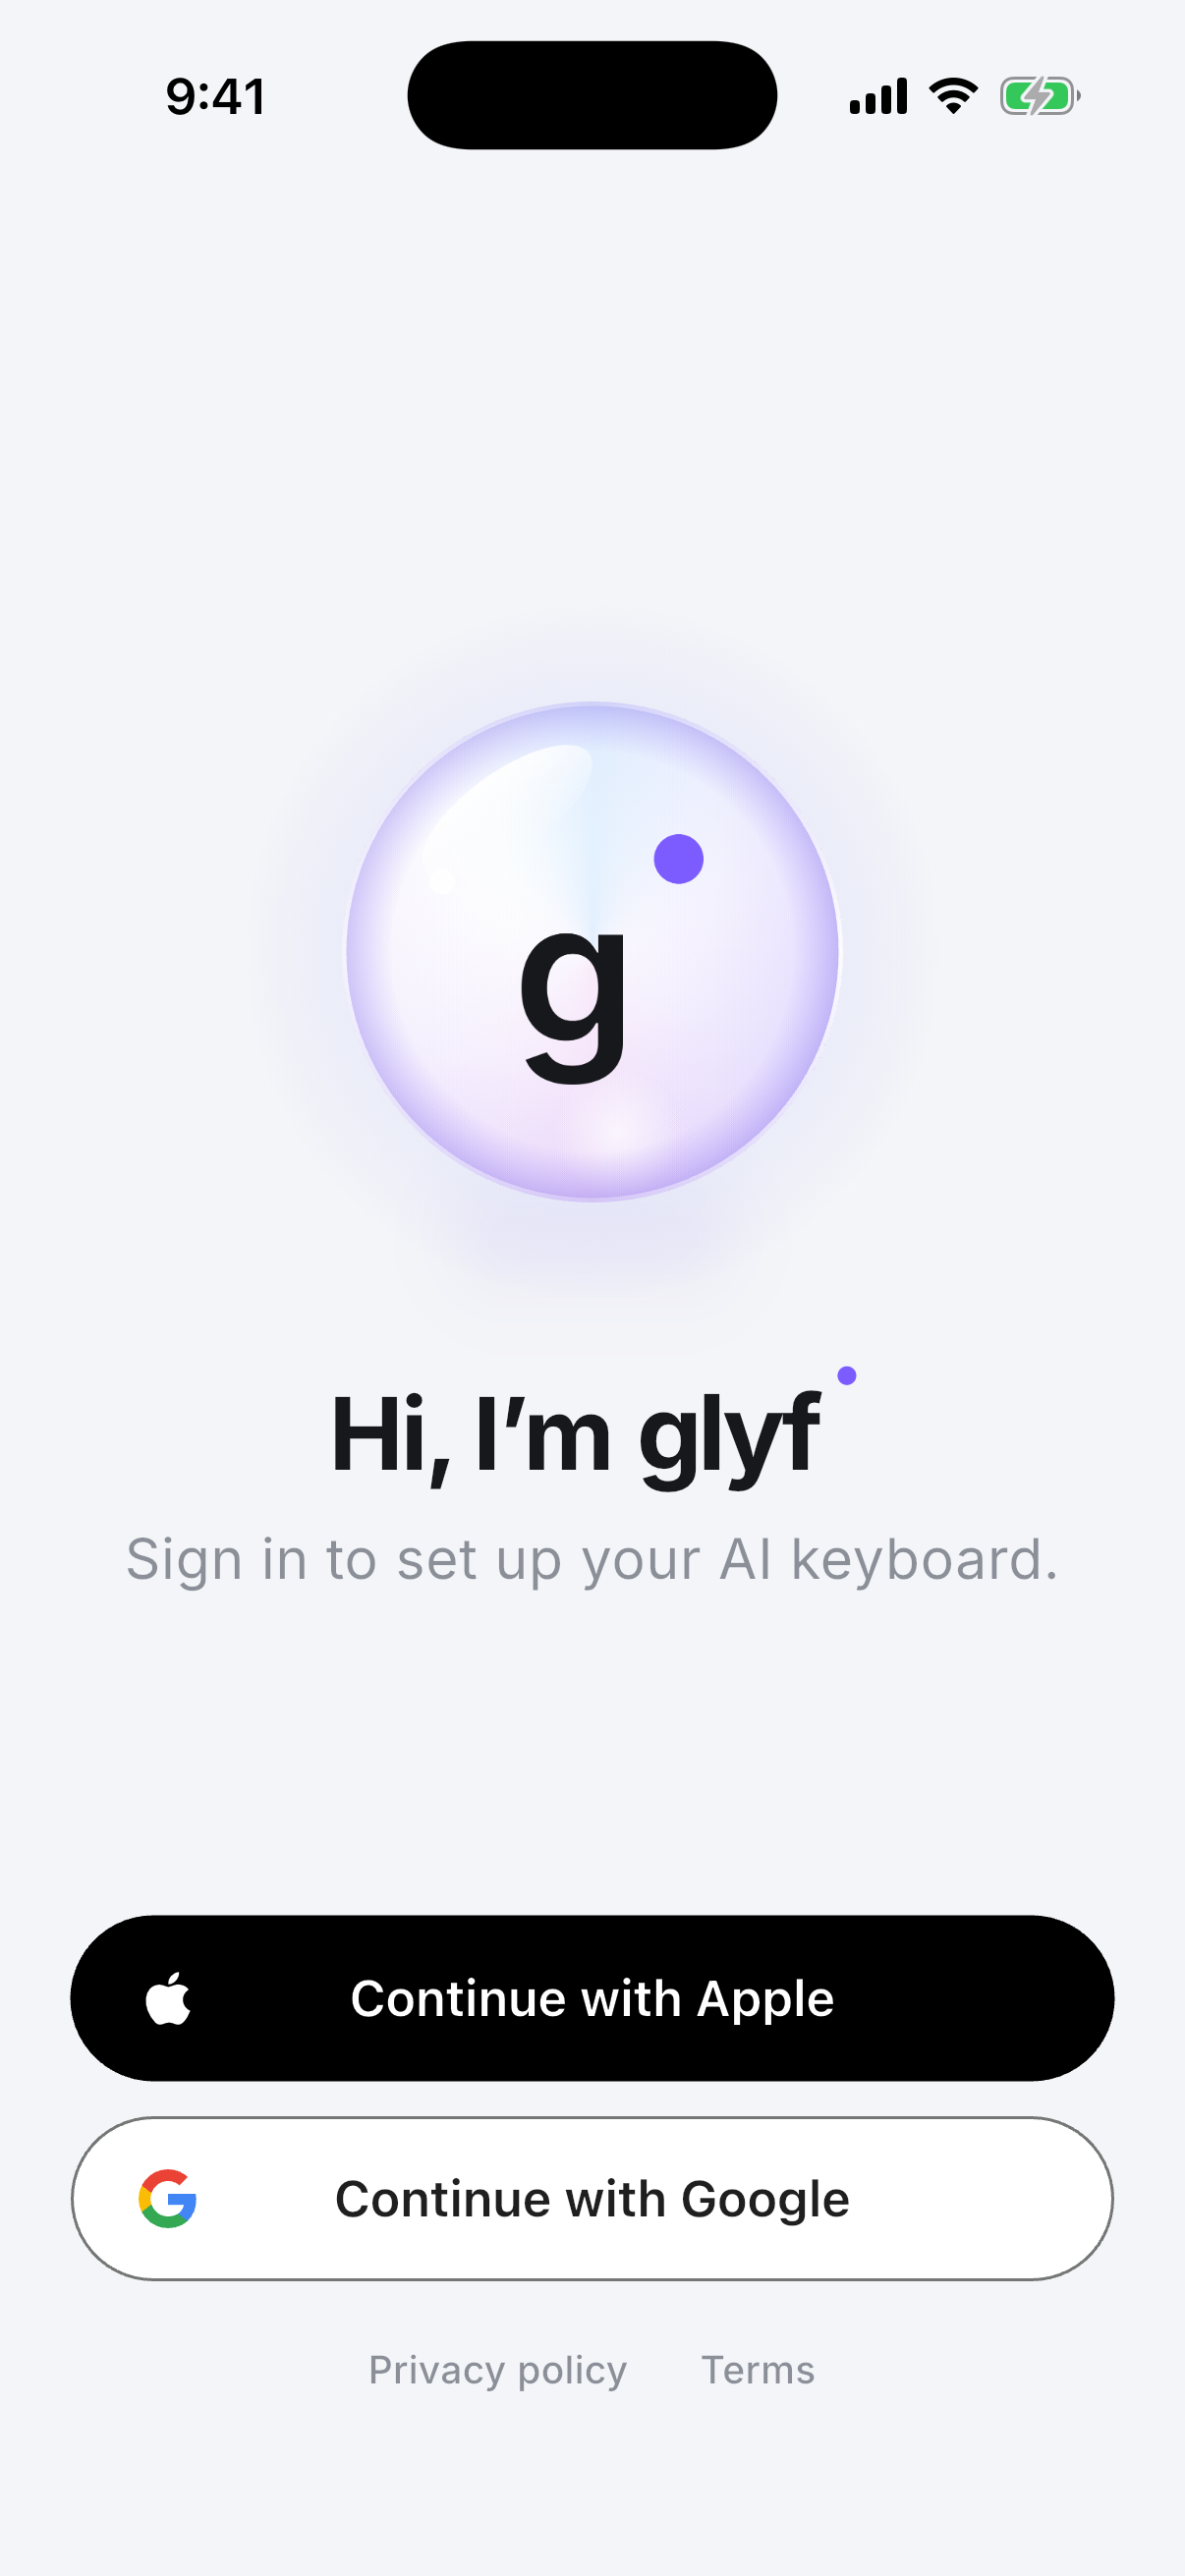 9:41
g
Hi, I’m glyf
Sign in to set up your AI keyboard.
Continue with Apple
Continue with Google
Privacy policy Terms